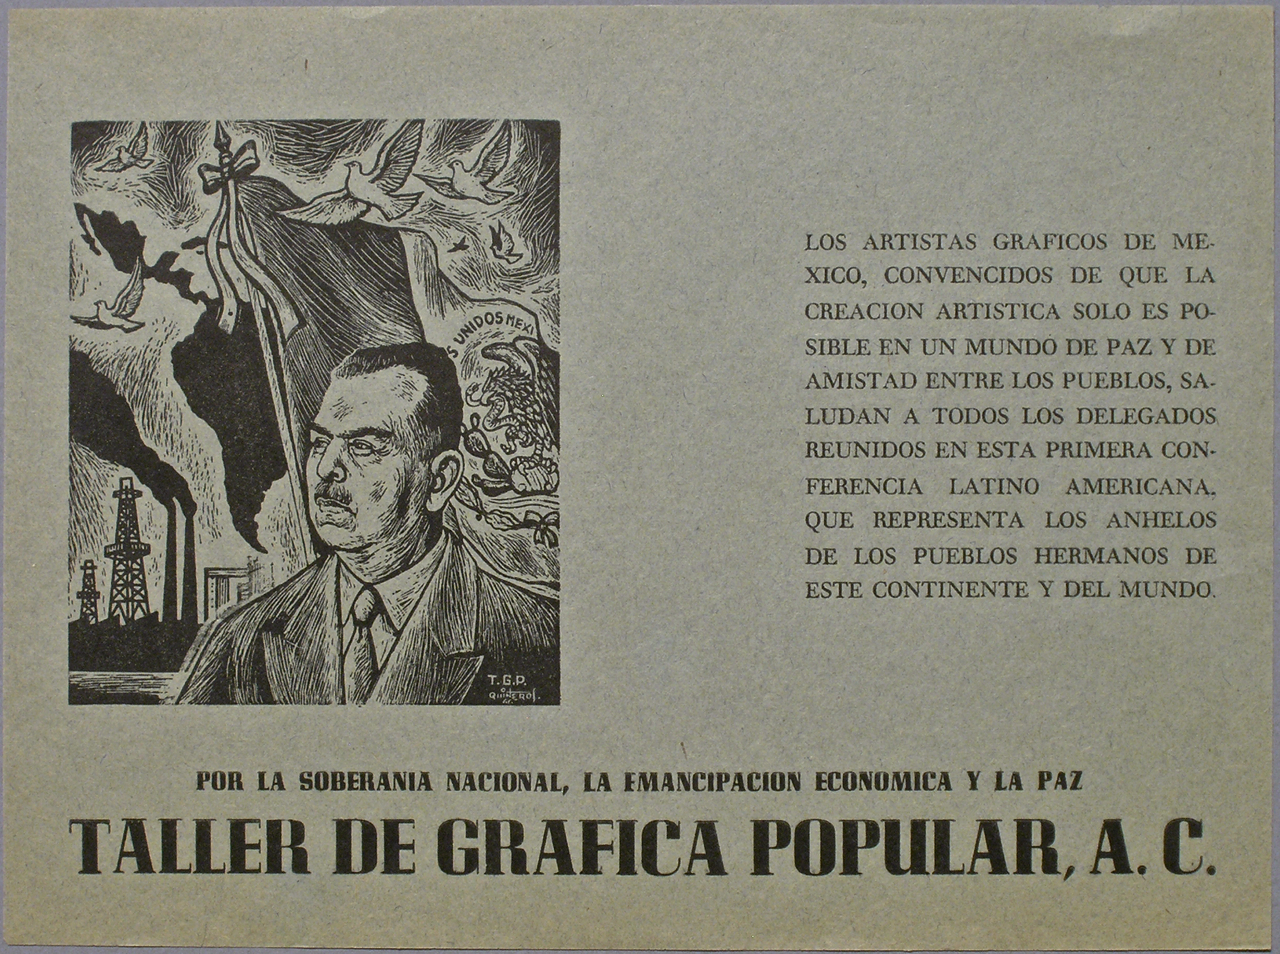 S UNIDOS MEXI
T.G.P.
LOS ARTISTAS GRAFICOS DE ME-
XICO, CONVENCIDOS DE QUE LA
CREACION ARTISTICA SOLO ES PO-
SIBLE EN UN MUNDO DE PAZ Y DE
AMISTAD ENTRE LOS PUEBLOS, SA-
LUDAN A TODOS LOS DELEGADOS
REUNIDOS EN ESTA PRIMERA CON-
FERENCIA LATINO AMERICANA.
QUE REPRESENTA LOS ANHELOS
DE LOS PUEBLOS HERMANOS DE
ESTE CONTINENTE Y DEL MUNDO.
POR LA SOBERANIA NACIONAL, LA EMANCIPACION ECONOMICA Y LA PAZ
TALLER DE GRAFICA POPULAR, A. C.